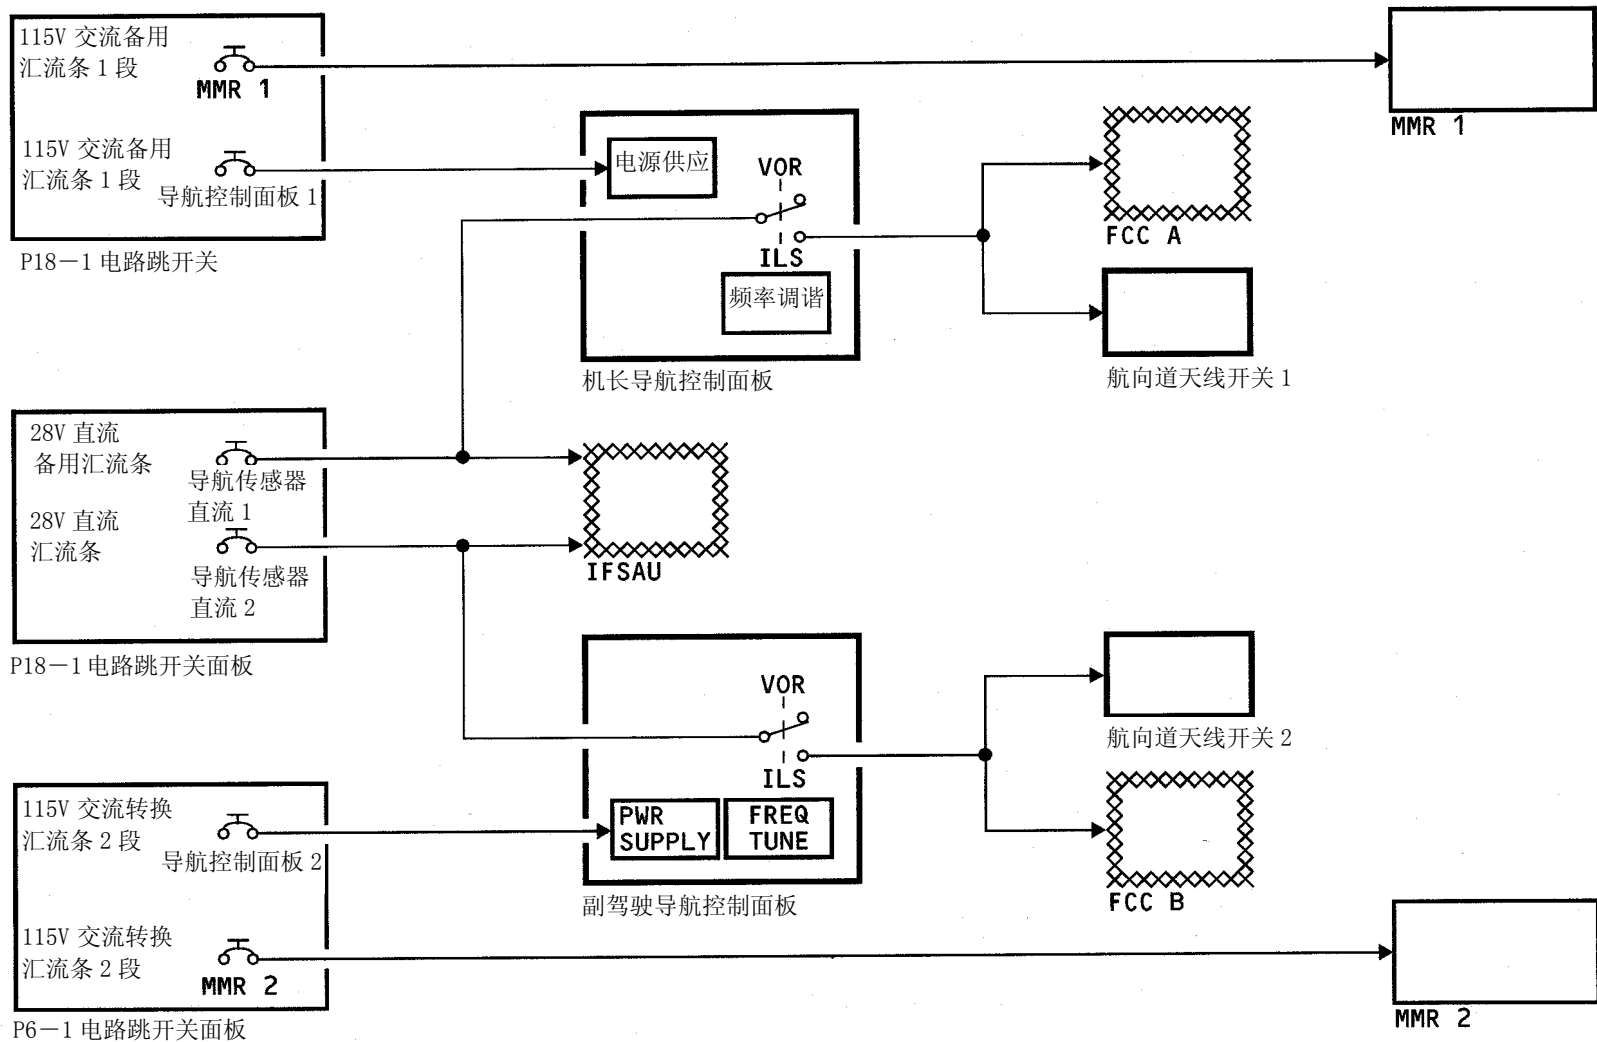 115V 交流备用
汇流条 1 段
MMR 1
MMR 1
115V 交流备用
汇流条 1 段
导航控制面板 1
电源供应
VOR
ILS
频率调谐
FCC A
P18－1 电路跳开关
机长导航控制面板
航向道天线开关 1
28V 直流
备用汇流条
导航传感器
直流 1
28V 直流
汇流条
导航传感器
直流 2
IFSAU
P18－1 电路跳开关面板
VOR
ILS
航向道天线开关 2
115V 交流转换
汇流条 2 段
导航控制面板 2
PWR
SUPPLY
FREQ
TUNE
副驾驶导航控制面板
FCC B
115V 交流转换
汇流条 2 段
MMR 2
MMR 2
P6－1 电路跳开关面板